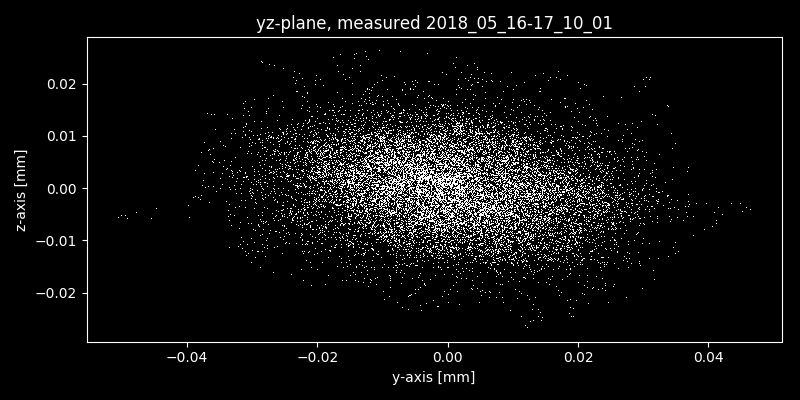 yz-plane, measured 2018_05_16-17_10_01
0.02
0.01
0.00
−0.01
−0.02
z-axis [mm]
−0.04 −0.02 0.00 0.02 0.04
y-axis [mm]